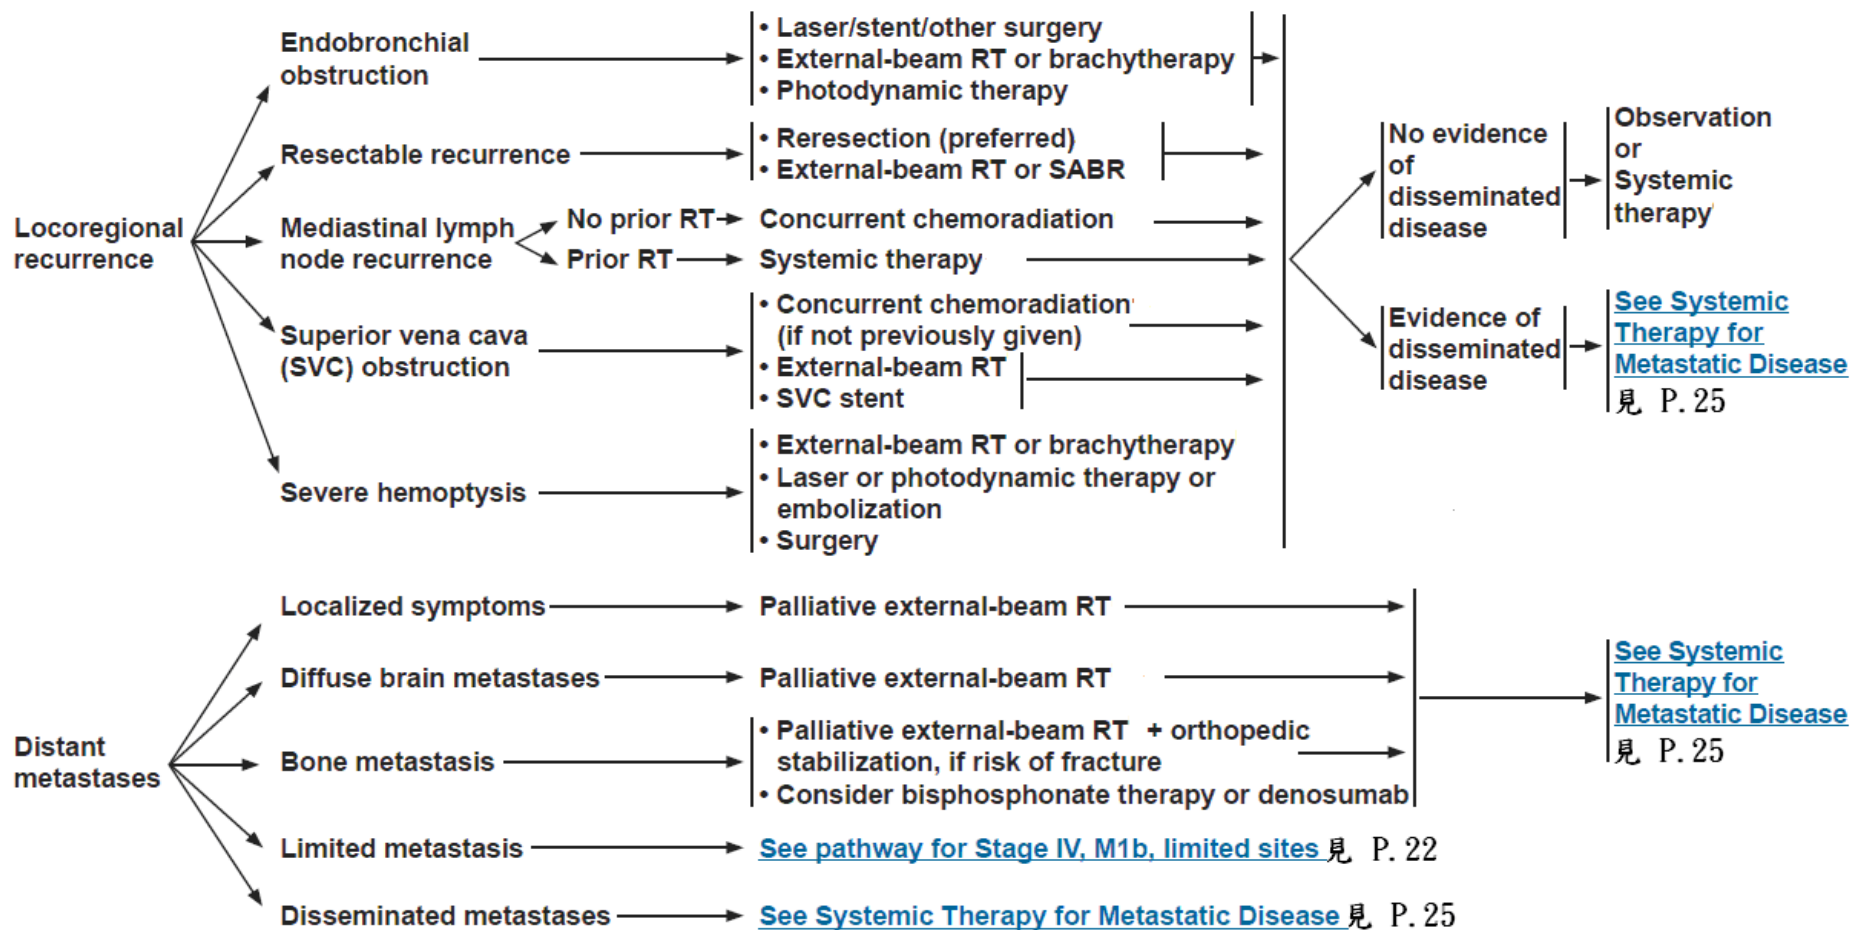 Locoregional
recurrence
Endobronchial
obstruction
• Laser/stent/other surgery
• External-beam RT or brachytherapy
• Photodynamic therapy
Resectable recurrence
• Reresection (preferred)
• External-beam RT or SABR
Mediastinal lymph
node recurrence
No prior RT
Concurrent chemoradiation
Prior RT
Systemic therapy
Superior vena cava
(SVC) obstruction
• Concurrent chemoradiation
(if not previously given)
• External-beam RT
• SVC stent
Severe hemoptysis
• External-beam RT or brachytherapy
• Laser or photodynamic therapy or
embolization
• Surgery
No evidence
of
disseminated
disease
Observation
or
Systemic
therapy
Evidence of
disseminated
disease
See Systemic
Therapy for
Metastatic Disease
見 P.25
Distant
metastases
Localized symptoms
Palliative external-beam RT
Diffuse brain metastases
Palliative external-beam RT
Bone metastasis
• Palliative external-beam RT + orthopedic
stabilization, if risk of fracture
• Consider bisphosphonate therapy or denosumab
See Systemic
Therapy for
Metastatic Disease
見 P.25
Limited metastasis
See pathway for Stage IV, M1b, limited sites 見 P.22
Disseminated metastases
See Systemic Therapy for Metastatic Disease 見 P.25